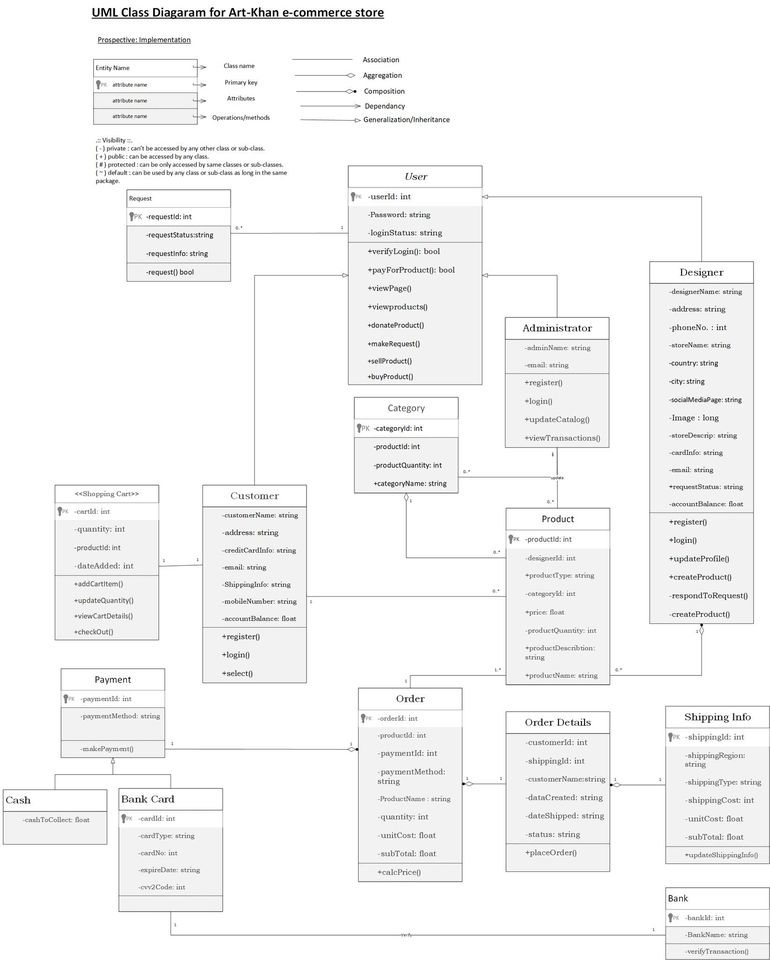 UML Class Diagaram for Art-Khan e-commerce store
Prospective: Implementation
Entity Name
PK attribute name
attribute name
attribute name
Class name
Primary key
Attributes
Operations/methods
Association
Aggregation
Composition
Dependancy
Generalization/Inheritance
.:: Visibility ::.
( - ) private : can't be accessed by any other class or sub-class.
( + ) public : can be accessed by any class.
( # ) protected : can be only accessed by same classes or sub-classes.
( ~ ) default : can be used by any class or sub-class as long in the same
package.
Request
PK -requestId: int
-requestStatus:string
-requestInfo: string
-request() bool
0..*
1
User
PK -userId: int
-Password: string
-loginStatus: string
+verifyLogin(): bool
+payForProduct(): bool
+viewPage()
+viewproducts()
+donateProduct()
+makeRequest()
+sellProduct()
+buyProduct()
Administrator
-adminName: string
-email: string
+register()
+login()
+updateCatalog()
+viewTransactions()
Designer
-designerName: string
-address: string
-phoneNo. : int
-storeName: string
-country: string
-city: string
-socialMediaPage: string
-Image : long
-storeDescrip: string
-cardInfo: string
-email: string
+requestStatus: string
-accountBalance: float
+register()
+login()
+updateProfile()
+createProduct()
-respondToRequest()
-createProduct()
Category
PK -categoryId: int
-productId: int
-productQuantity: int
+categoryName: string
0..*
update
0..*
1
0..*
<<Shopping Cart>>
PK -cartId: int
-quantity: int
-productId: int
-dateAdded: int
+addCartItem()
+updateQuantity()
+viewCartDetails()
+checkOut()
1
1
Customer
-customerName: string
-address: string
-creditCardInfo: string
-email: string
-ShippingInfo: string
-mobileNumber: string
-accountBalance: float
+register()
+login()
+select()
1
0..*
Product
PK -productId: int
-designerId: int
+productType: string
-categoryId: int
+price: float
-productQuantity: int
+productDescribtion:
string
+productName: string
1..*
0..*
1
1
Payment
PK -paymentId: int
-paymentMethod: string
-makePayment()
1
1
Cash
-cashToCollect: float
Bank Card
PK -cardId: int
-cardType: string
-cardNo: int
-expireDate: string
-cvv2Code: int
Order
PK -orderId: int
-productId: int
-paymentId: int
-paymentMethod:
string
-ProductName : string
-quantity: int
-unitCost: float
-subTotal: float
+calcPrice()
1
1
Order Details
-customerId: int
-shippingId: int
-customerName:string
-dataCreated: string
-dateShipped: string
-status: string
+placeOrder()
1
1
Shipping Info
PK -shippingId: int
-shippingRegion:
string
-shippingType: string
-shippingCost: int
-unitCost: float
-subTotal: float
+updateShippingInfo()
1
1
Bank
PK -bankId: int
-BankName: string
-verifyTransaction()